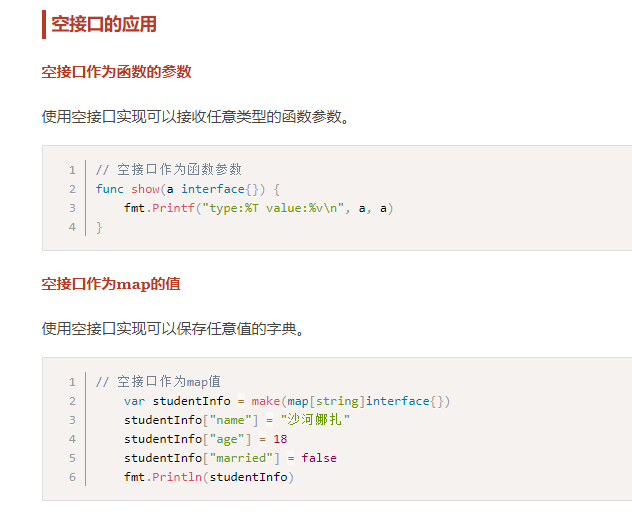 空接口的应用
空接口作为函数的参数
使用空接口实现可以接收任意类型的函数参数。
1 // 空接口作为函数参数
2 func show(a interface{}) {
3     fmt.Printf("type:%T value:%v\n", a, a)
4 }
空接口作为map的值
使用空接口实现可以保存任意值的字典。
1 // 空接口作为map值
2     var studentInfo = make(map[string]interface{})
3     studentInfo["name"] = "沙河娜扎"
4     studentInfo["age"] = 18
5     studentInfo["married"] = false
6     fmt.Println(studentInfo)